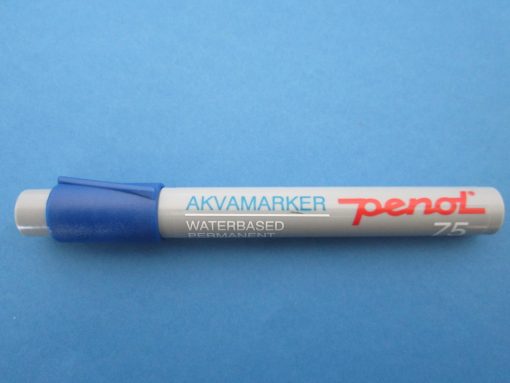 AKVAMARKER
WATERBASED
PERMANENT
penol
75